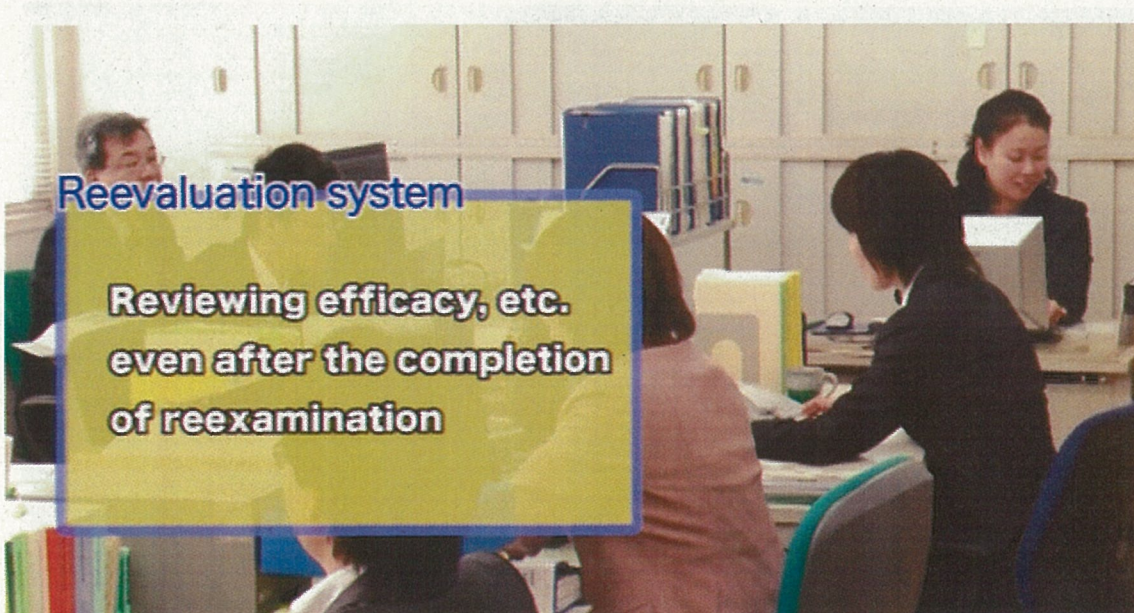 Reevaluation system
Reviewing efficacy, etc.
even after the completion
of reexamination